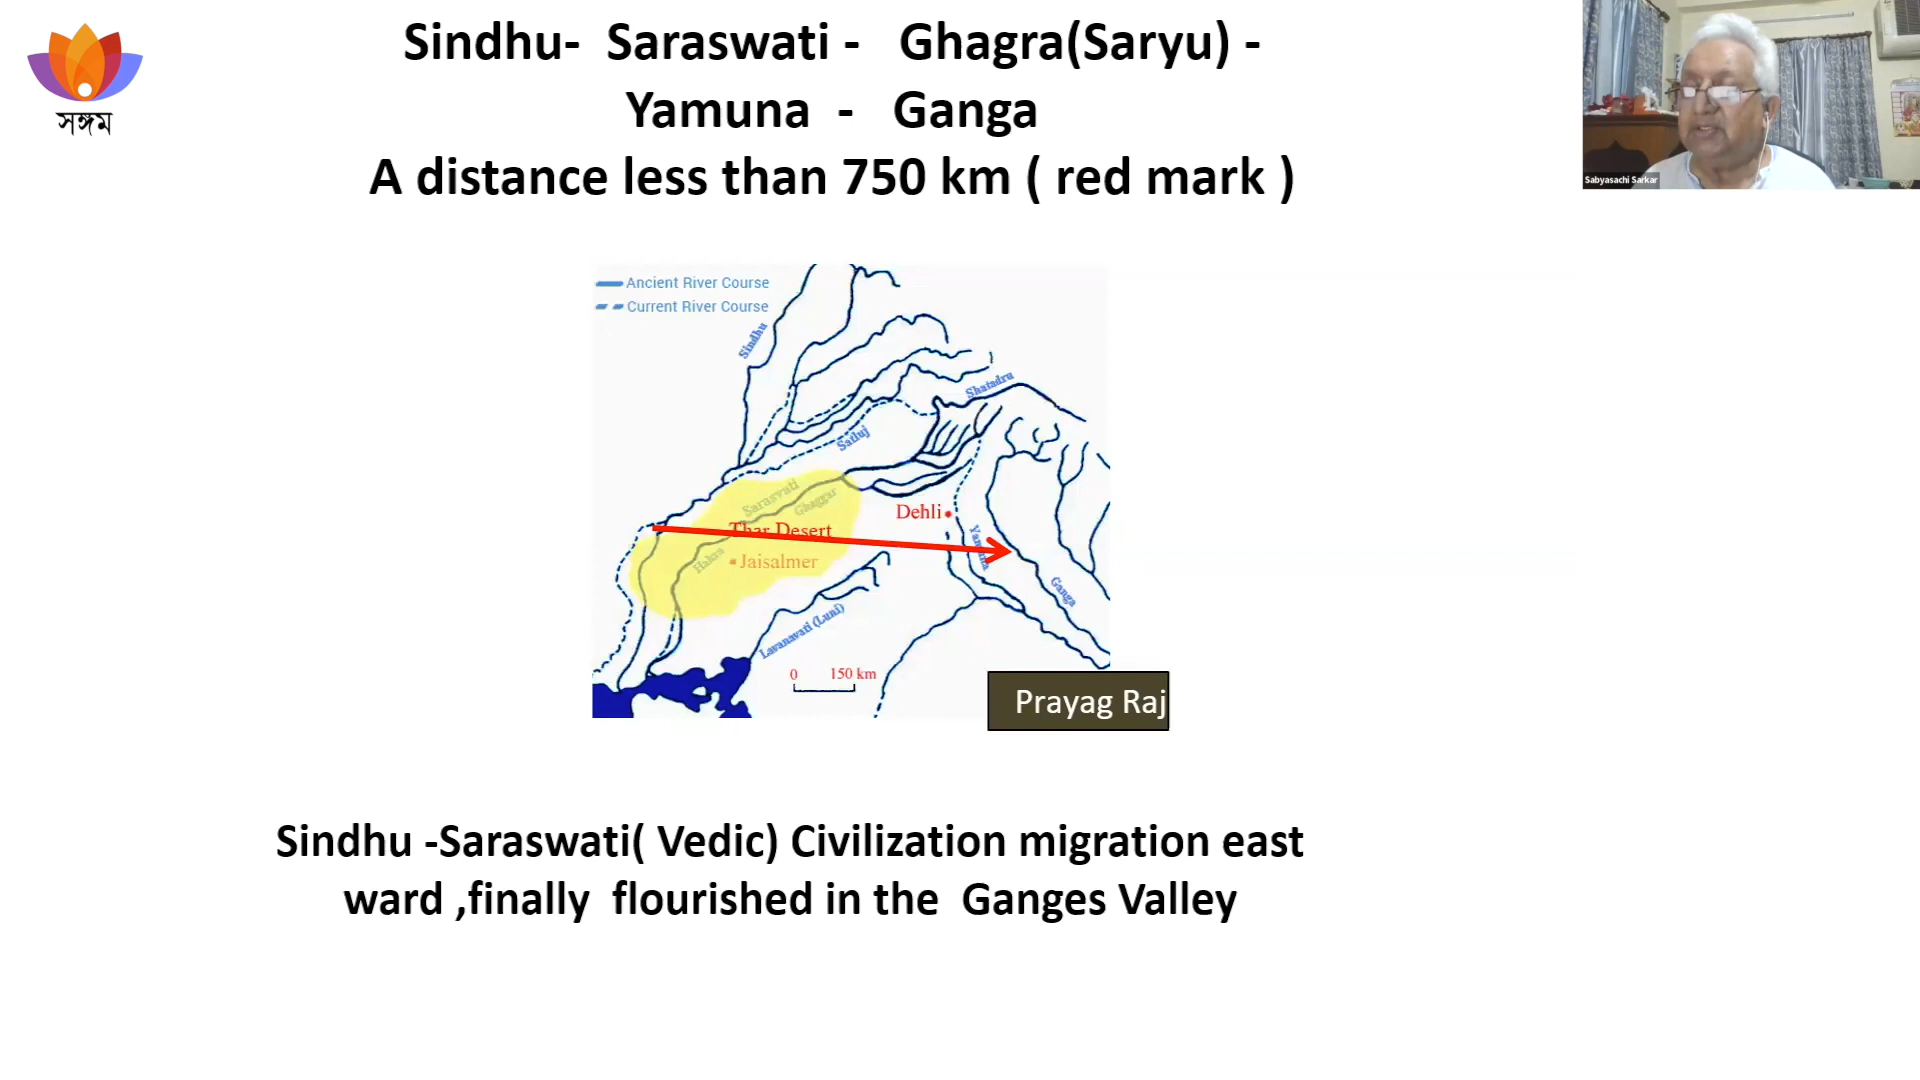 Sindhu- Saraswati - Ghagra(Saryu) -
Yamuna - Ganga
A distance less than 750 km ( red mark )
সঙ্গম
Sabyasachi Sarkar
Ancient River Course
Current River Course
Sindhu
Shatadru
Satluj
Sarasvati
Ghaggar
Dehli
Thar Desert
Yamuna
Hakra
Jaisalmer
Ganga
Lavanavati (Luni)
0 150 km
Prayag Raj
Sindhu -Saraswati( Vedic) Civilization migration east
ward ,finally flourished in the Ganges Valley